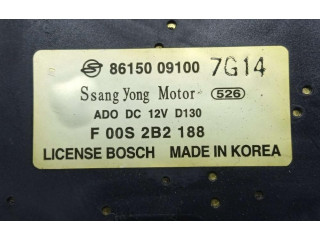 86150 09100 7G14
Ssang Yong Motor 526
ADO DC 12V D130
F 00S 2B2 188
LICENSE BOSCH MADE IN KOREA